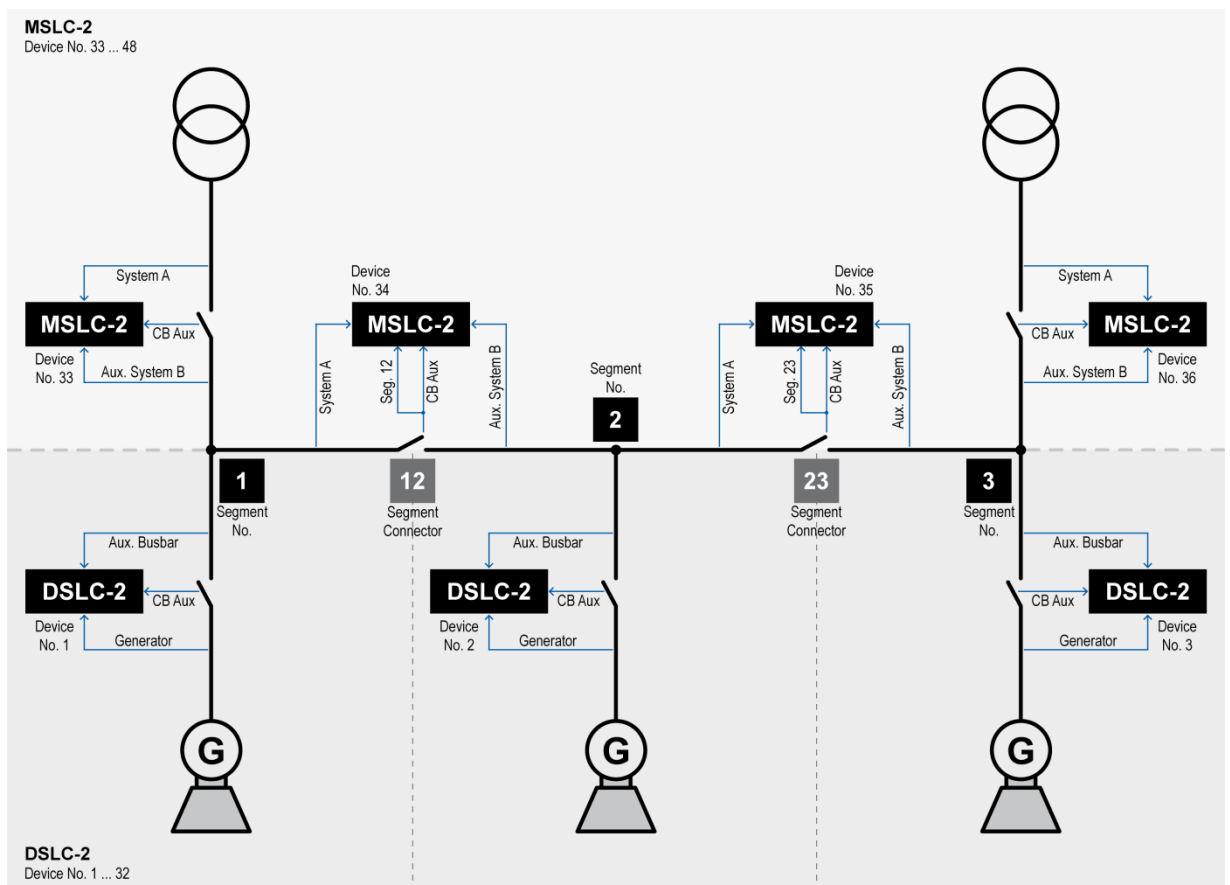 MSLC-2
Device No. 33 ... 48
System A
MSLC-2
CB Aux
Device
No. 33
Aux. System B
Device
No. 34
MSLC-2
System A
Seg. 12
CB Aux
Aux. System B
Segment
No.
2
Device
No. 35
MSLC-2
System A
Seg. 23
CB Aux
Aux. System B
System A
MSLC-2
CB Aux
Device
No. 36
Aux. System B
1
Segment
No.
12
Segment
Connector
23
Segment
Connector
3
Segment
No.
Aux. Busbar
DSLC-2
CB Aux
Device
No. 1
Generator
G
Aux. Busbar
DSLC-2
CB Aux
Device
No. 2
Generator
G
Aux. Busbar
DSLC-2
CB Aux
Device
No. 3
Generator
G
DSLC-2
Device No. 1 ... 32